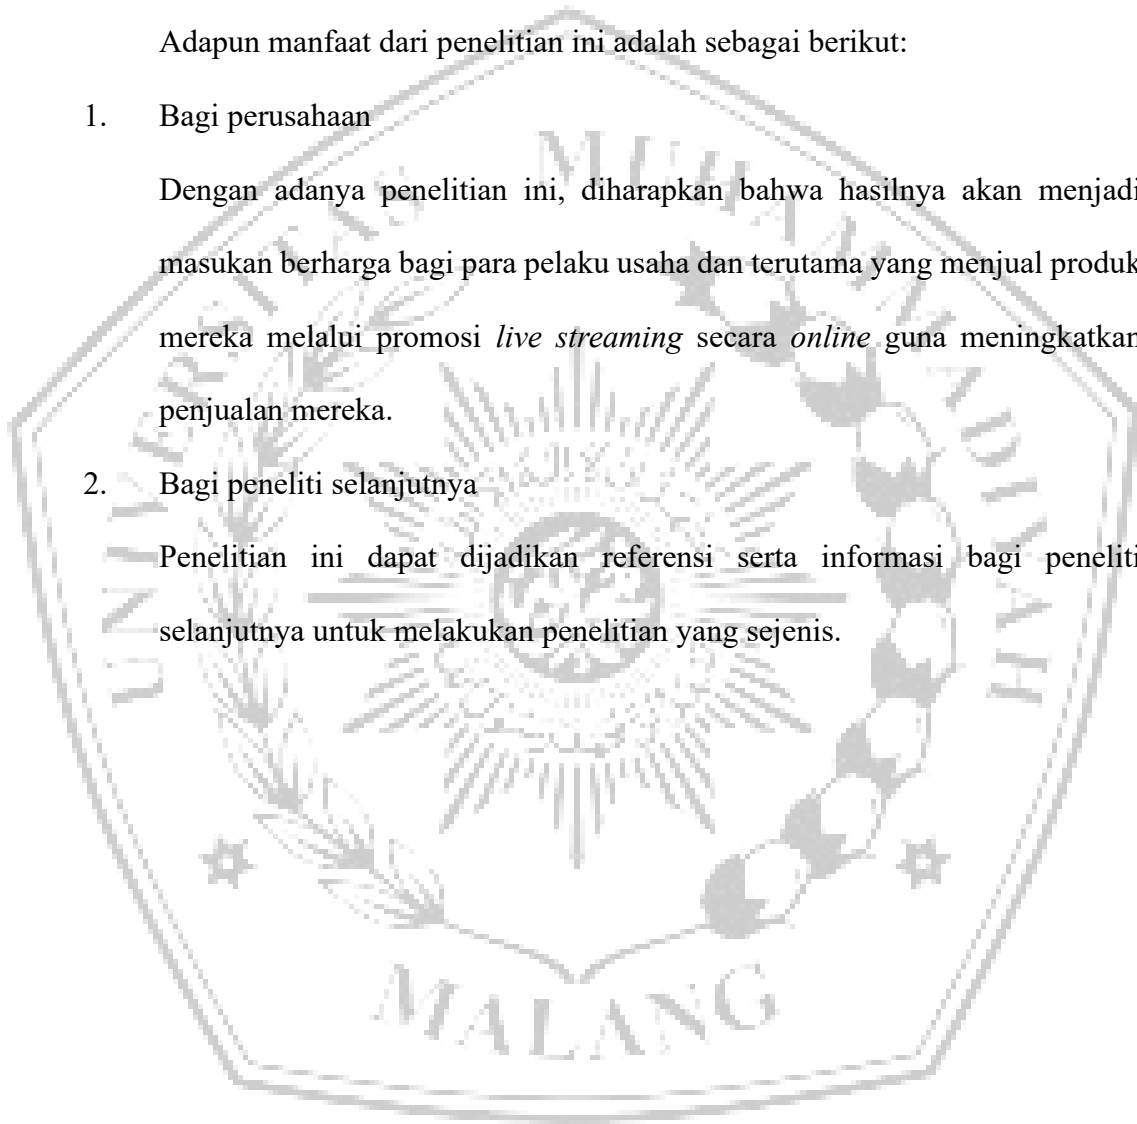 Adapun manfaat dari penelitian ini adalah sebagai berikut:
1. Bagi perusahaan
Dengan adanya penelitian ini, diharapkan bahwa hasilnya akan menjadi
masukan berharga bagi para pelaku usaha dan terutama yang menjual produk
mereka melalui promosi live streaming secara online guna meningkatkan
penjualan mereka.
2. Bagi peneliti selanjutnya
Penelitian ini dapat dijadikan referensi serta informasi bagi peneliti
selanjutnya untuk melakukan penelitian yang sejenis.
UNIVERSITAS MUHAMMADIYAH
MALANG